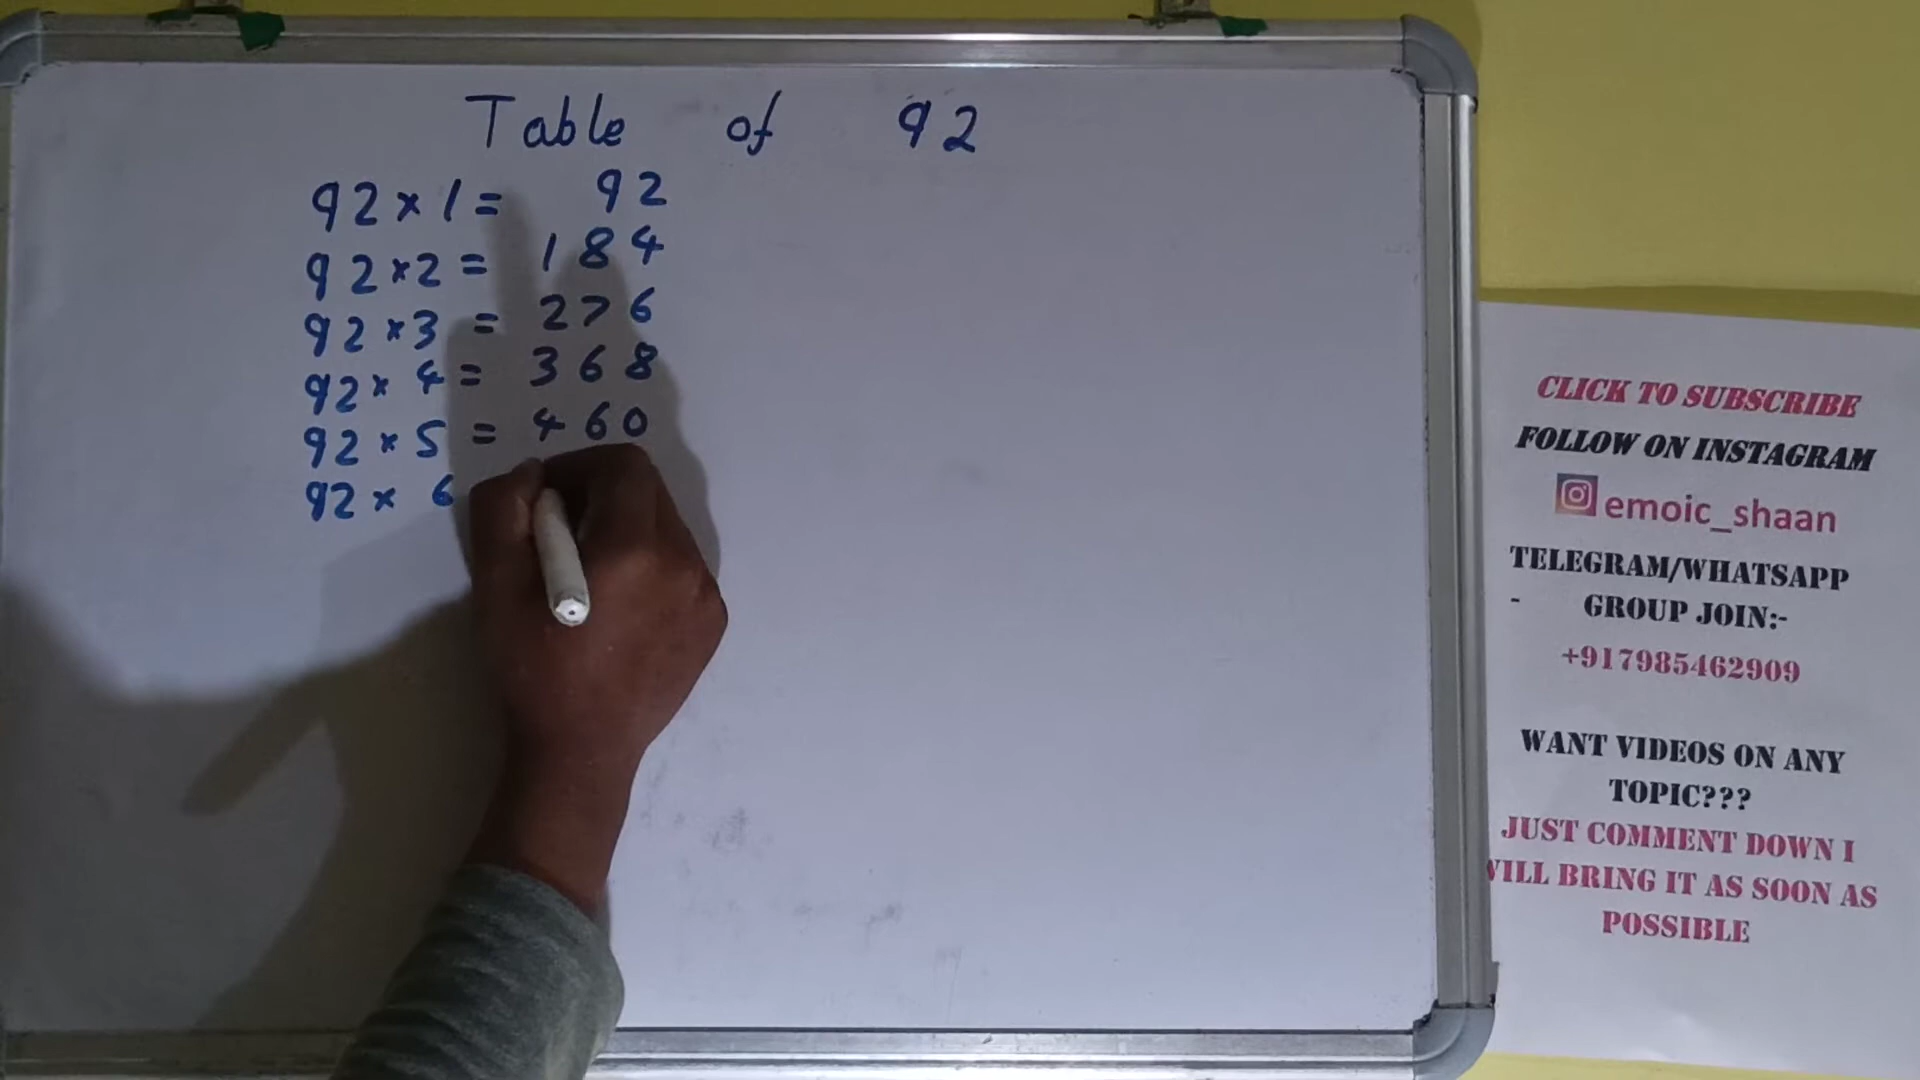 Table of 92
92 × 1 = 92
92 × 2 = 184
92 × 3 = 276
92 × 4 = 368
92 × 5 = 460
92 × 6
CLICK TO SUBSCRIBE
FOLLOW ON INSTAGRAM
emoic_shaan
TELEGRAM/WHATSAPP
- GROUP JOIN:-
+917985462909
WANT VIDEOS ON ANY
TOPIC???
JUST COMMENT DOWN I
WILL BRING IT AS SOON AS
POSSIBLE